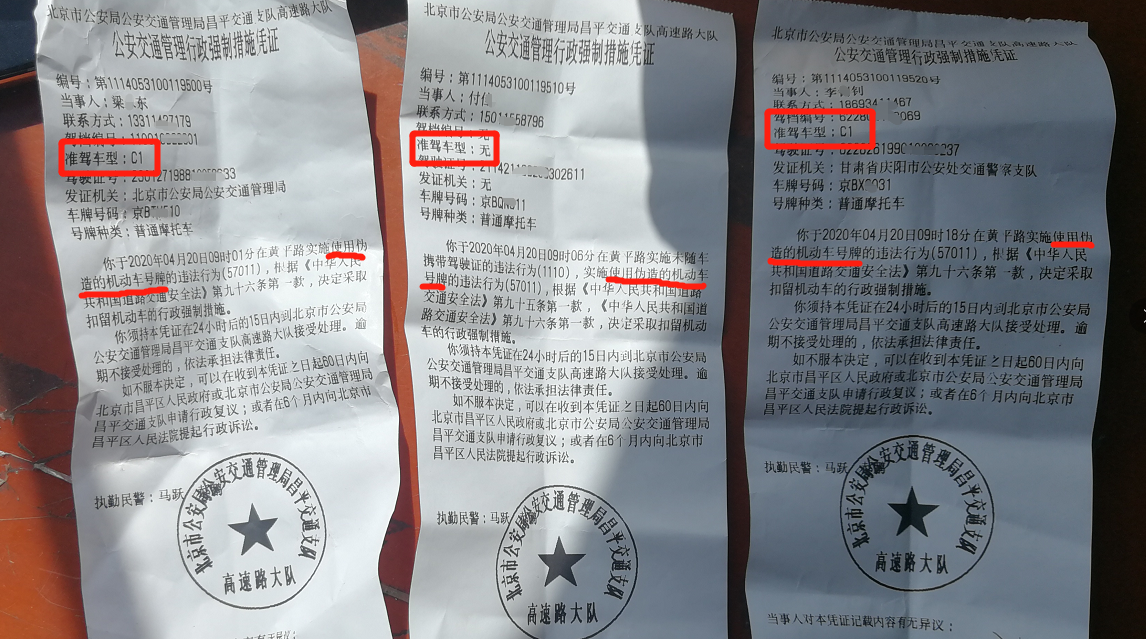 北京市公安局公安交通管理局昌平交通支队高速路大队
公安交通管理行政强制措施凭证
编号：第1114053100119500号
当事人：梁 东
联系方式：13311427179
驾档编号：
准驾车型：C1
驾驶证号：
发证机关：北京市公安局公安交通管理局
车牌号码：京B 510
号牌种类：普通摩托车
你于2020年04月20日09时01分在黄平路实施使用伪
造的机动车号牌的违法行为(57011)，根据《中华人民
共和国道路交通安全法》第九十六条第一款，决定采取
扣留机动车的行政强制措施。
你须持本凭证在24小时后的15日内到北京市公安局
公安交通管理局昌平交通支队高速路大队接受处理。逾
期不接受处理的，依法承担法律责任。
如不服本决定，可以在收到本凭证之日起60日内向
北京市昌平区人民政府或北京市公安局公安交通管理局
昌平交通支队申请行政复议；或者在6个月内向北京市
昌平区人民法院提起行政诉讼。
执勤民警：马跃
北京市公安局公安交通管理局昌平交通支队
高速路大队
北京市公安局公安交通管理局昌平交通支队高速路大队
公安交通管理行政强制措施凭证
编号：第1114053100119510号
当事人：付
联系方式：15011558796
驾档编号：无
准驾车型：无
驾驶证号： 302611
发证机关：无
车牌号码：京BQ 11
号牌种类：普通摩托车
你于2020年04月20日09时06分在黄平路实施未随车
携带驾驶证的违法行为(1110)，实施使用伪造的机动车
号牌的违法行为(57011)，根据《中华人民共和国道路
交通安全法》第九十五条第一款，《中华人民共和国道
路交通安全法》第九十六条第一款，决定采取扣留机动
车的行政强制措施。
你须持本凭证在24小时后的15日内到北京市公安局
公安交通管理局昌平交通支队高速路大队接受处理。逾
期不接受处理的，依法承担法律责任。
如不服本决定，可以在收到本凭证之日起60日内向
北京市昌平区人民政府或北京市公安局公安交通管理局
昌平交通支队申请行政复议；或者在6个月内向北京市
昌平区人民法院提起行政诉讼。
执勤民警：马跃
北京市公安局公安交通管理局昌平交通支队
高速路大队
北京市公安局公安交通管理局昌平交通支队高速路大队
公安交通管理行政强制措施凭证
编号：第1114053100119520号
当事人：李 钊
联系方式：18693 467
驾档编号：6226 069
准驾车型：C1
驾驶证号： 237
发证机关：甘肃省庆阳市公安处交通警察支队
车牌号码：京BX 031
号牌种类：普通摩托车
你于2020年04月20日09时18分在黄平路实施使用伪
造的机动车号牌的违法行为(57011)，根据《中华人民
共和国道路交通安全法》第九十六条第一款，决定采取
扣留机动车的行政强制措施。
你须持本凭证在24小时后的15日内到北京市公安局
公安交通管理局昌平交通支队高速路大队接受处理。逾
期不接受处理的，依法承担法律责任。
如不服本决定，可以在收到本凭证之日起60日内向
北京市昌平区人民政府或北京市公安局公安交通管理局
昌平交通支队申请行政复议；或者在6个月内向北京市
昌平区人民法院提起行政诉讼。
执勤民警：马跃
北京市公安局公安交通管理局昌平交通支队
高速路大队
当事人对本凭证记载内容有无异议：